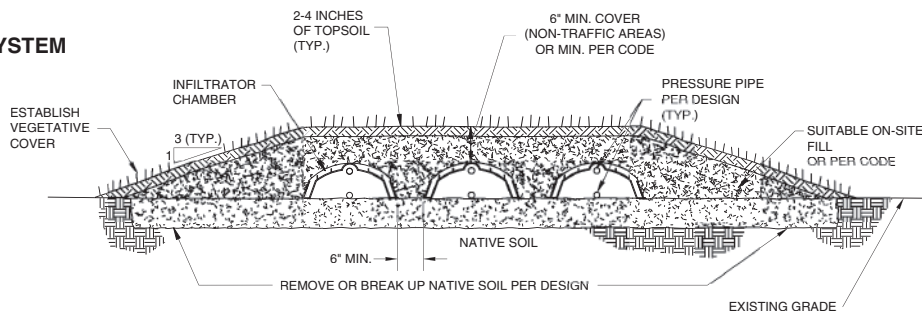 YSTEM
2-4 INCHES
OF TOPSOIL
(TYP.)
6" MIN. COVER
(NON-TRAFFIC AREAS)
OR MIN. PER CODE
INFILTRATOR
CHAMBER
PRESSURE PIPE
PER DESIGN
(TYP.)
ESTABLISH
VEGETATIVE
COVER
3 (TYP.)
1
SUITABLE ON-SITE
FILL
OR PER CODE
NATIVE SOIL
6" MIN.
REMOVE OR BREAK UP NATIVE SOIL PER DESIGN
EXISTING GRADE